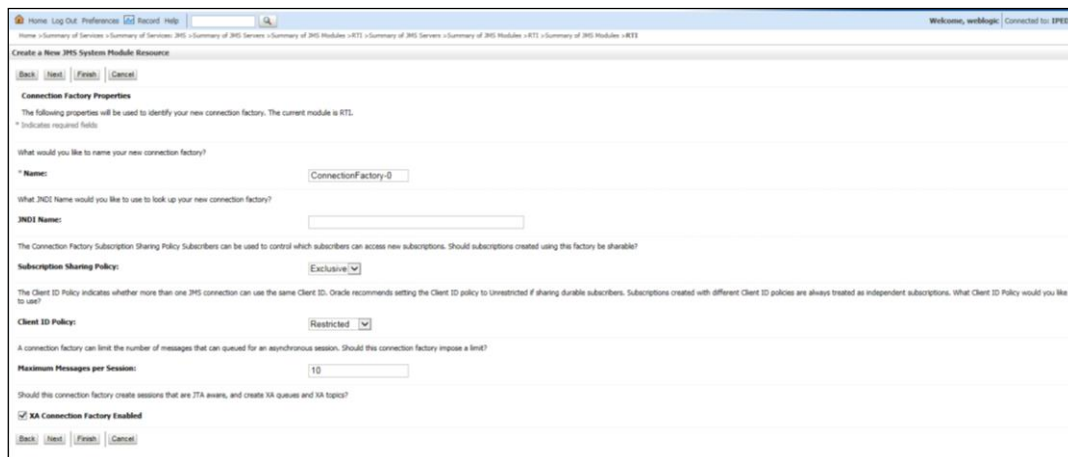 Home Log Out Preferences Record Help
Welcome, weblogic Connected to: IPED
Home >Summary of Services >Summary of Services: JMS >Summary of JMS Servers >Summary of JMS Modules >RTI >Summary of JMS Servers >Summary of JMS Modules >RTI >Summary of JMS Modules >RTI
Create a New JMS System Module Resource
Back Next Finish Cancel
Connection Factory Properties
The following properties will be used to identify your new connection factory. The current module is RTI.
* Indicates required fields
What would you like to name your new connection factory?
* Name: ConnectionFactory-0
What JNDI Name would you like to use to look up your new connection factory?
JNDI Name:
The Connection Factory Subscription Sharing Policy Subscribers can be used to control which subscribers can access new subscriptions. Should subscriptions created using this factory be sharable?
Subscription Sharing Policy: Exclusive
The Client ID Policy indicates whether more than one JMS connection can use the same Client ID. Oracle recommends setting the Client ID policy to Unrestricted if sharing durable subscribers. Subscriptions created with different Client ID policies are always treated as independent subscriptions. What Client ID Policy would you like
to use?
Client ID Policy: Restricted
A connection factory can limit the number of messages that can queued for an asynchronous session. Should this connection factory impose a limit?
Maximum Messages per Session: 10
Should this connection factory create sessions that are JTA aware, and create XA queues and XA topics?
XA Connection Factory Enabled
Back Next Finish Cancel